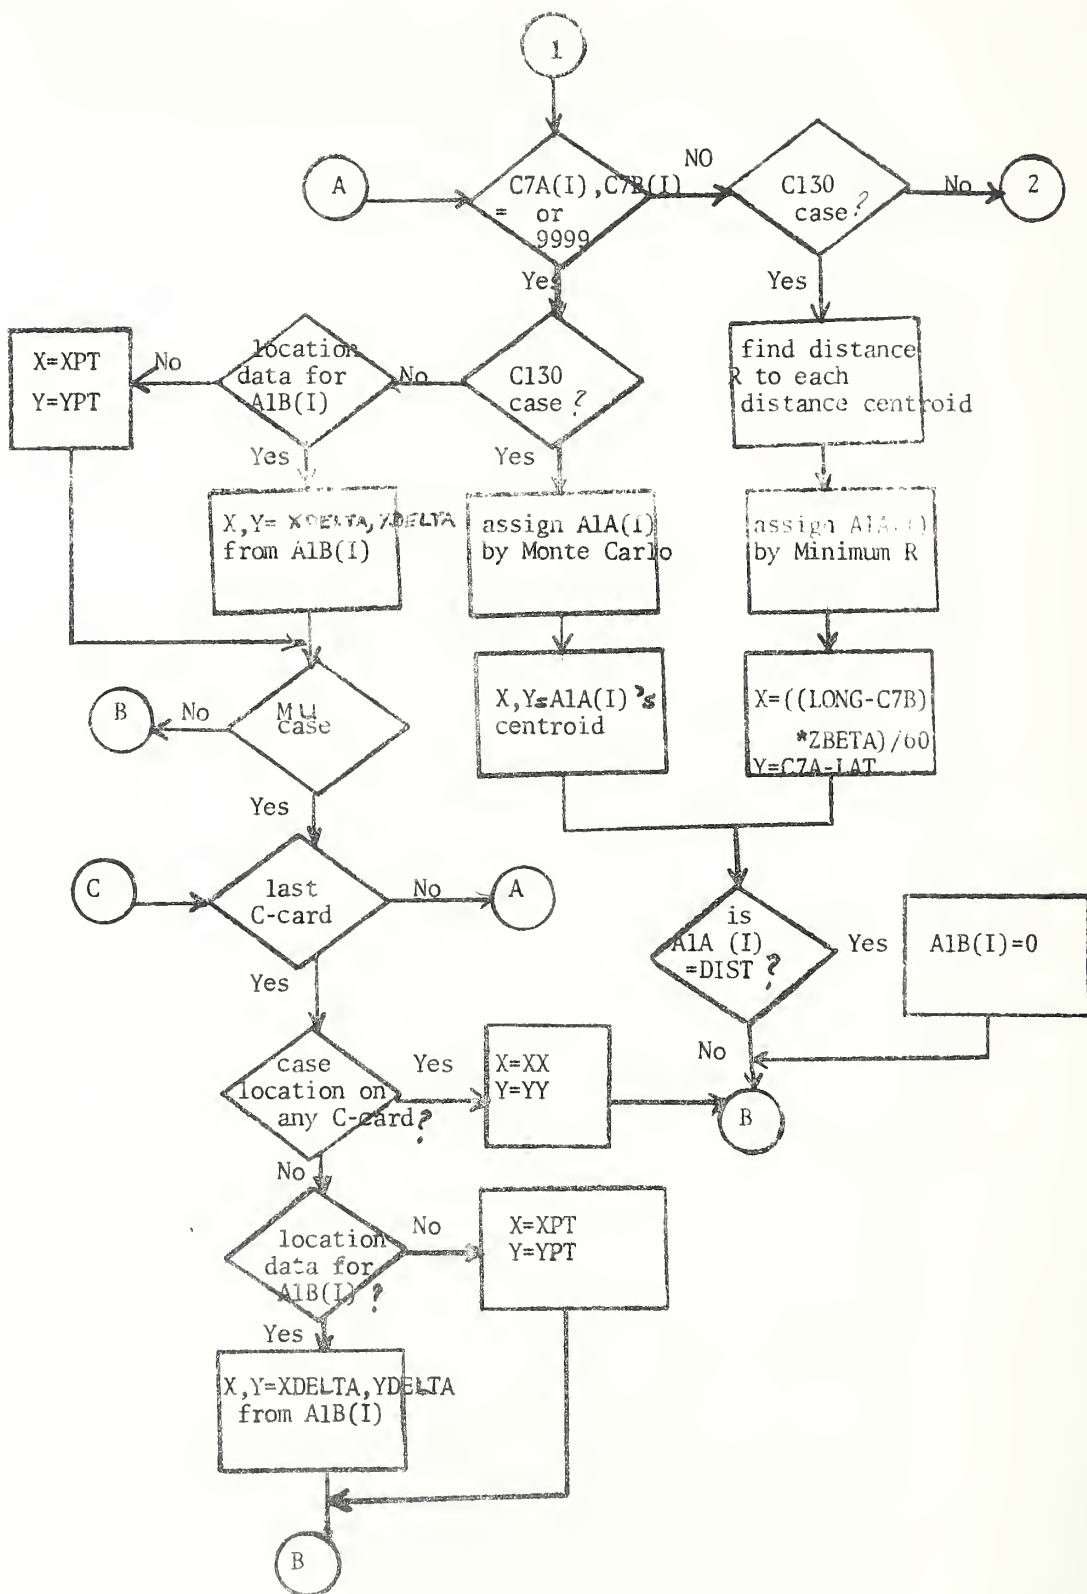 1
A
C7A(I),C7B(I)
= or
9999
NO
C130
case?
No
2
Yes
Yes
X=XPT
Y=YPT
No
location
data for
A1B(I)
No
C130
case?
find distance
R to each
distance centroid
Yes
Yes
X,Y= XDELTA,YDELTA
from A1B(I)
assign A1A(I)
by Monte Carlo
assign A1A(I)
by Minimum R
B
No
MU
case
X,Y=A1A(I)'s
centroid
X=((LONG-C7B)
*ZBETA)/60
Y=C7A-LAT
Yes
C
last
C-card
No
A
is
A1A (I)
=DIST?
Yes
A1B(I)=0
Yes
No
case
location on
any C-card?
Yes
X=XX
Y=YY
B
No
location
data for
A1B(I)?
No
X=XPT
Y=YPT
Yes
X,Y=XDELTA,YDELTA
from A1B(I)
B